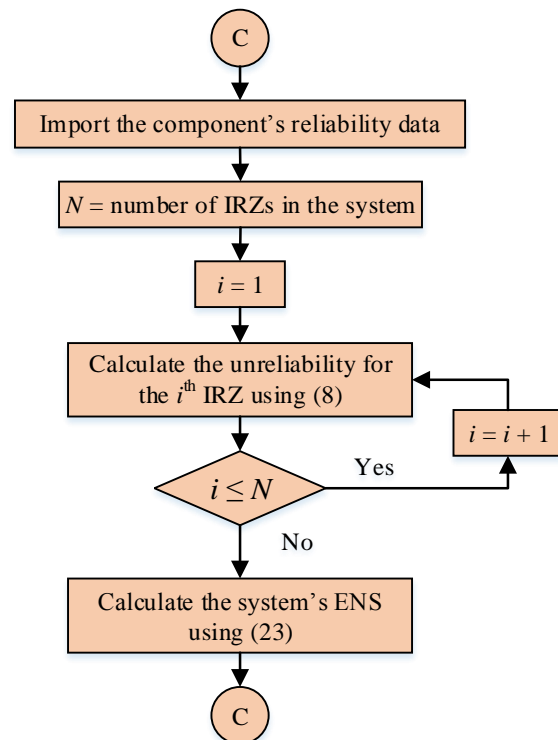 C
Import the component’s reliability data
N = number of IRZs in the system
i = 1
Calculate the unreliability for
the iᵗʰ IRZ using (8)
i = i + 1
Yes
i ≤ N
No
Calculate the system’s ENS
using (23)
C